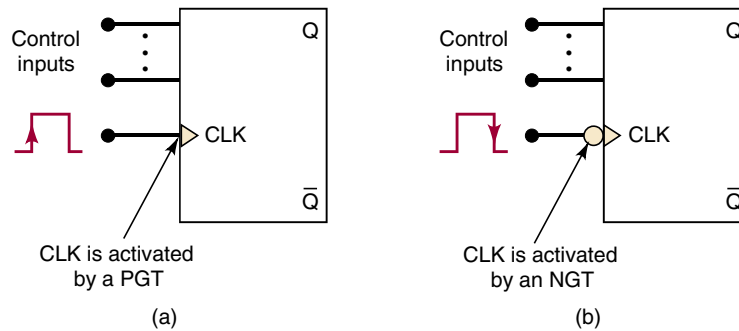 Control
inputs
Q
CLK
Q̅
CLK is activated
by a PGT
(a)
Control
inputs
Q
CLK
Q̅
CLK is activated
by an NGT
(b)